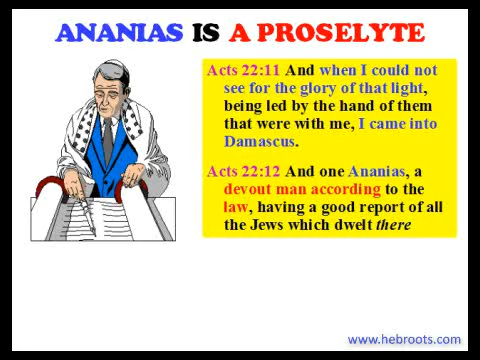 ANANIAS IS A PROSELYTE
Acts 22:11 And when I could not
see for the glory of that light,
being led by the hand of them
that were with me, I came into
Damascus.
Acts 22:12 And one Ananias, a
devout man according to the
law, having a good report of all
the Jews which dwelt there
www.hebroots.com